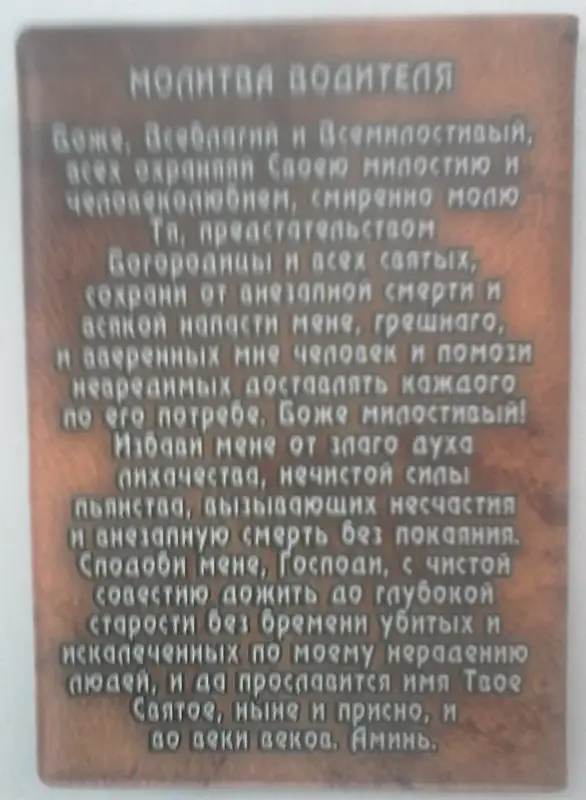 МОЛИТВА ВОДИТЕЛЯ
Боже, Всеблагий и Всемилостивый,
всех охраняяй Своею милостию и
человеколюбием, смиренно молю
Тя, предстательством
Богородицы и всех святых,
сохрани от внезапной смерти и
всякой напасти мене, грешнаго,
и вверенных мне человек и помози
невредимых доставлять каждого
по его потребе. Боже милостивый!
Избави мене от злаго духа
лихачества, нечистой силы
пьянства, вызывающих несчастия
и внезапную смерть без покаяния.
Сподоби мене, Господи, с чистой
совестию дожить до глубокой
старости без бремени убитых и
искалеченных по моему нерадению
людей, и да прославится имя Твое
Святое, ныне и присно, и
во веки веков. Аминь.